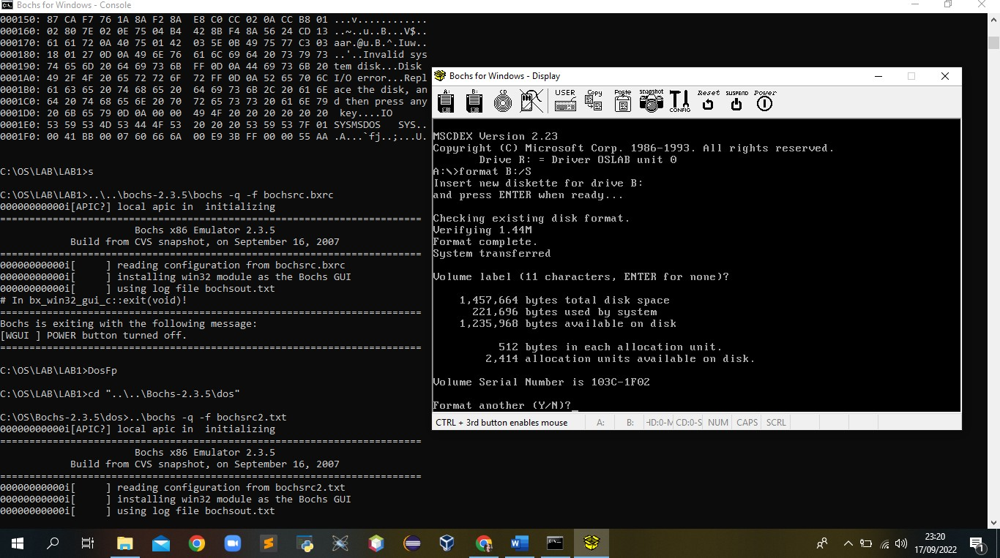 Bochs for Windows - Console
000150: 87 CA F7 76 1A 8A F2 8A  E8 C0 CC 02 0A CC B8 01 ...v............
000160: 02 80 7E 02 0E 75 04 B4  42 8B F4 8A 56 24 CD 13 ..~..u..B...V$..
000170: 61 61 72 0A 40 75 01 42  03 5E 0B 49 75 77 C3 03 aar.@u.B.^.Iuw..
000180: 18 01 27 0D 0A 49 6E 76  61 6C 69 64 20 73 79 73 ..'..Invalid sys
000190: 74 65 6D 20 64 69 73 6B  FF 0D 0A 44 69 73 6B 20 tem disk...Disk
0001A0: 49 2F 4F 20 65 72 72 6F  72 FF 0D 0A 52 65 70 6C I/O error...Repl
0001B0: 61 63 65 20 74 68 65 20  64 69 73 6B 2C 20 61 6E ace the disk, an
0001C0: 64 20 74 68 65 6E 20 70  72 65 73 73 20 61 6E 79 d then press any
0001D0: 20 6B 65 79 0D 0A 00 00  49 4F 20 20 20 20 20 20  key....IO
0001E0: 53 59 53 4D 53 44 4F 53  20 20 20 53 59 53 7F 01 SYSMSDOS   SYS..
0001F0: 00 41 BB 00 07 60 66 6A  00 E9 3B FF 00 00 55 AA .A...`fj..;...U.
C:\OS\LAB\LAB1>s
C:\OS\LAB\LAB1>..\..\bochs-2.3.5\bochs -q -f bochsrc.bxrc
00000000000i[APIC?] local apic in  initializing
========================================================================
Bochs x86 Emulator 2.3.5
Build from CVS snapshot, on September 16, 2007
========================================================================
00000000000i[     ] reading configuration from bochsrc.bxrc
00000000000i[     ] installing win32 module as the Bochs GUI
00000000000i[     ] using log file bochsout.txt
# In bx_win32_gui_c::exit(void)!
========================================================================
Bochs is exiting with the following message:
[WGUI ] POWER button turned off.
========================================================================
C:\OS\LAB\LAB1>DosFp
C:\OS\LAB\LAB1>cd "..\..\Bochs-2.3.5\dos"
C:\OS\Bochs-2.3.5\dos>..\bochs -q -f bochsrc2.txt
00000000000i[APIC?] local apic in  initializing
========================================================================
Bochs x86 Emulator 2.3.5
Build from CVS snapshot, on September 16, 2007
========================================================================
00000000000i[     ] reading configuration from bochsrc2.txt
00000000000i[     ] installing win32 module as the Bochs GUI
00000000000i[     ] using log file bochsout.txt
Bochs for Windows - Display
A: B: CD USER Copy Paste snapshot CONFIG Reset SUSPEND Power
MSCDEX Version 2.23
Copyright (C) Microsoft Corp. 1986-1993. All rights reserved.
Drive R: = Driver OSLAB unit 0
A:\>format B:/S
Insert new diskette for drive B:
and press ENTER when ready...
Checking existing disk format.
Verifying 1.44M
Format complete.
System transferred
Volume label (11 characters, ENTER for none)?
1,457,664 bytes total disk space
221,696 bytes used by system
1,235,968 bytes available on disk
512 bytes in each allocation unit.
2,414 allocation units available on disk.
Volume Serial Number is 103C-1F02
Format another (Y/N)?_
CTRL + 3rd button enables mouse A: B: HD:0-M CD:0-S NUM CAPS SCRL
23:20
17/09/2022
1